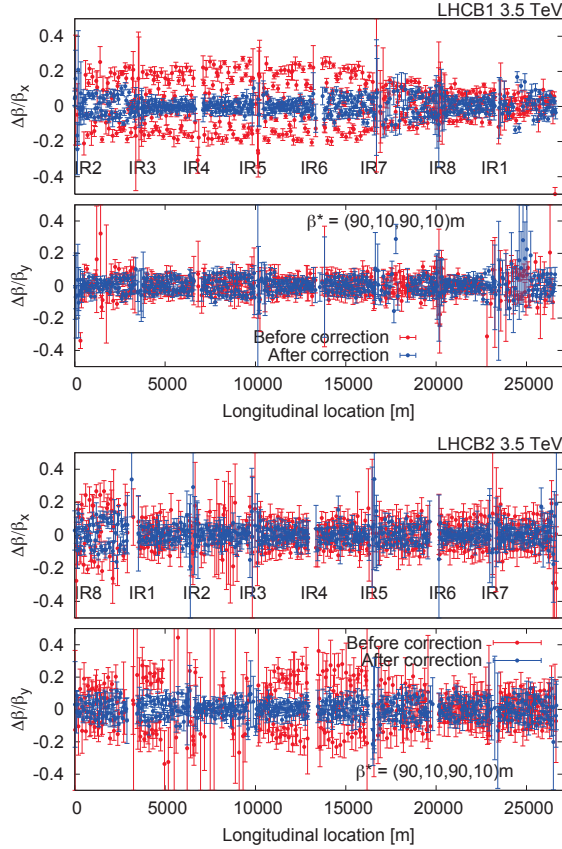 LHCB1 3.5 TeV
0.4
0.2
0
-0.2
-0.4
Δβ/βx
IR2 IR3 IR4 IR5 IR6 IR7 IR8 IR1
0.4
0.2
0
-0.2
-0.4
Δβ/βy
β* = (90,10,90,10)m
Before correction
After correction
0 5000 10000 15000 20000 25000
Longitudinal location [m]
LHCB2 3.5 TeV
0.4
0.2
0
-0.2
-0.4
Δβ/βx
IR8 IR1 IR2 IR3 IR4 IR5 IR6 IR7
0.4
0.2
0
-0.2
-0.4
Δβ/βy
Before correction
After correction
β* = (90,10,90,10)m
0 5000 10000 15000 20000 25000
Longitudinal location [m]